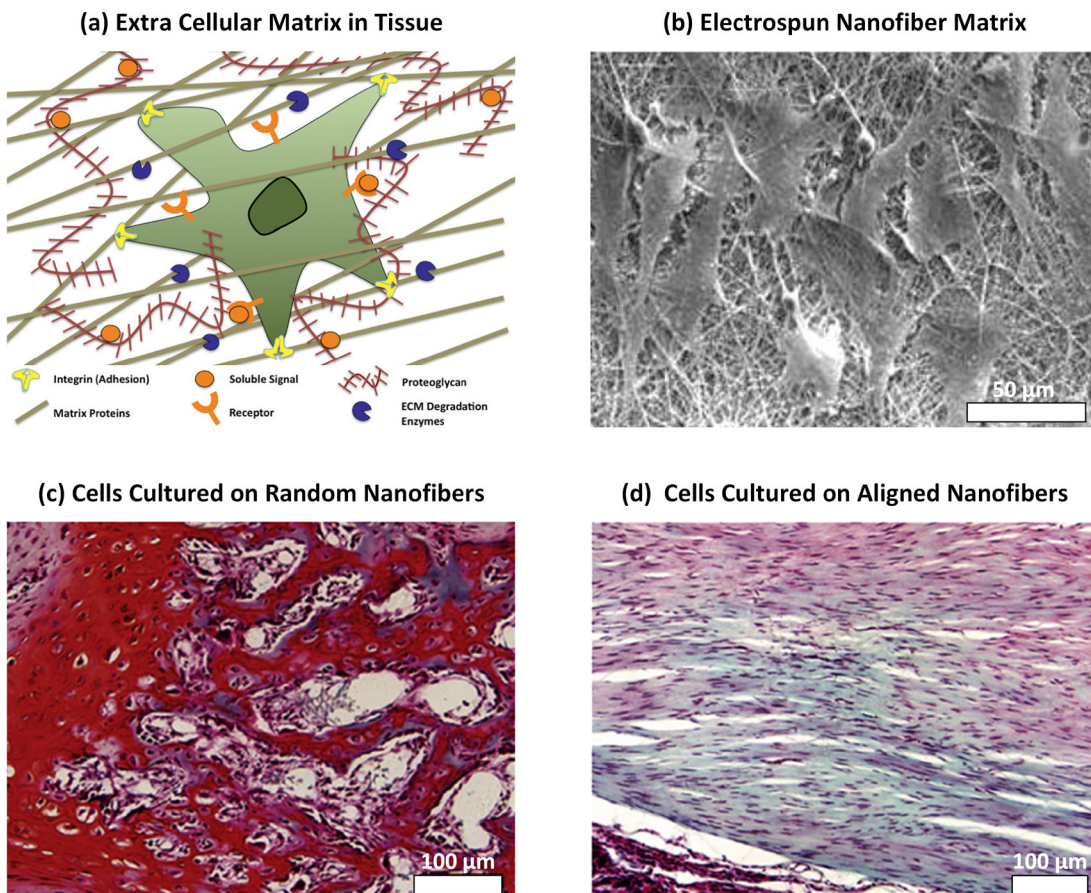 (a) Extra Cellular Matrix in Tissue
(b) Electrospun Nanofiber Matrix
Integrin (Adhesion)
Soluble Signal
Proteoglycan
Matrix Proteins
Receptor
ECM Degradation
Enzymes
50 μm
(c) Cells Cultured on Random Nanofibers
(d) Cells Cultured on Aligned Nanofibers
100 μm
100 μm